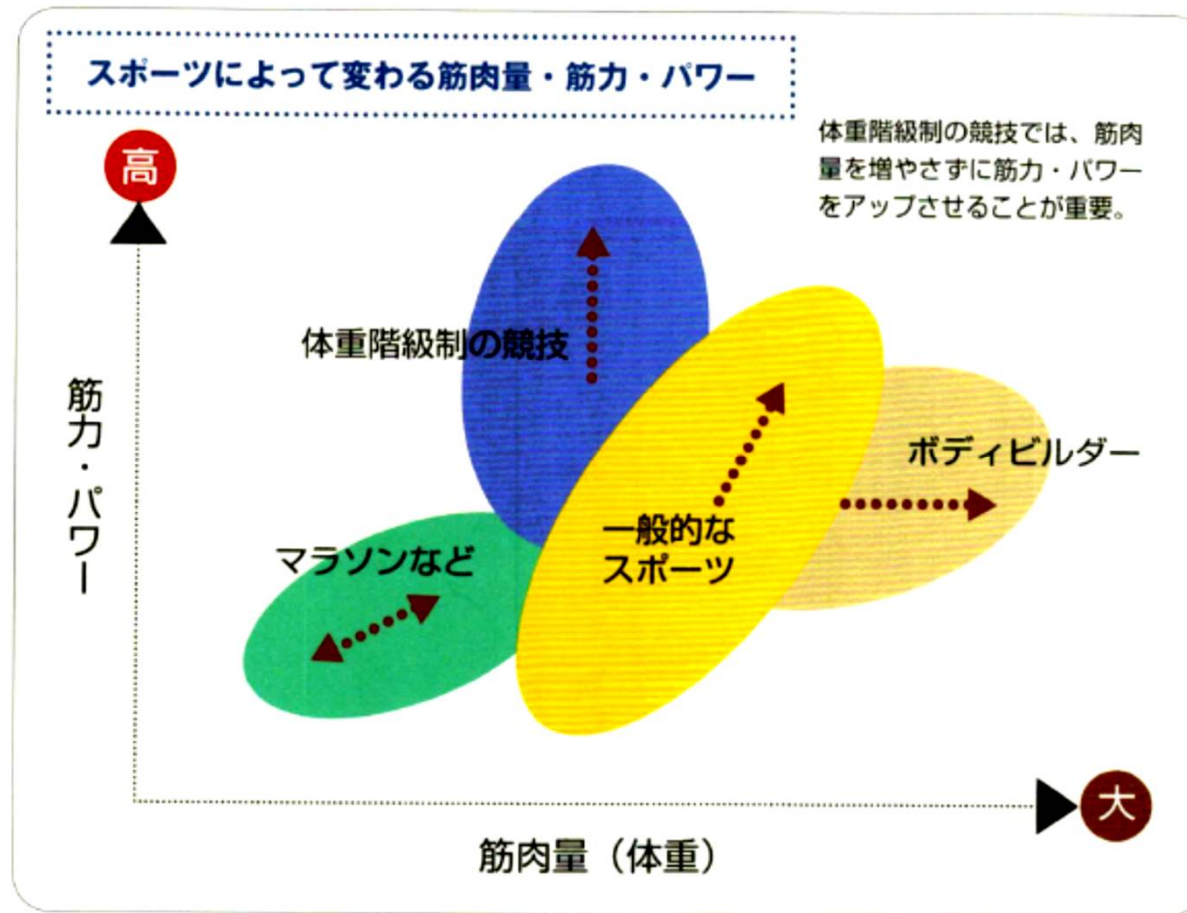 スポーツによって変わる筋肉量・筋力・パワー
体重階級制の競技では、筋肉
量を増やさずに筋力・パワー
をアップさせることが重要。
高
筋力・パワー
体重階級制の競技
ボディビルダー
一般的な
スポーツ
マラソンなど
大
筋肉量（体重）